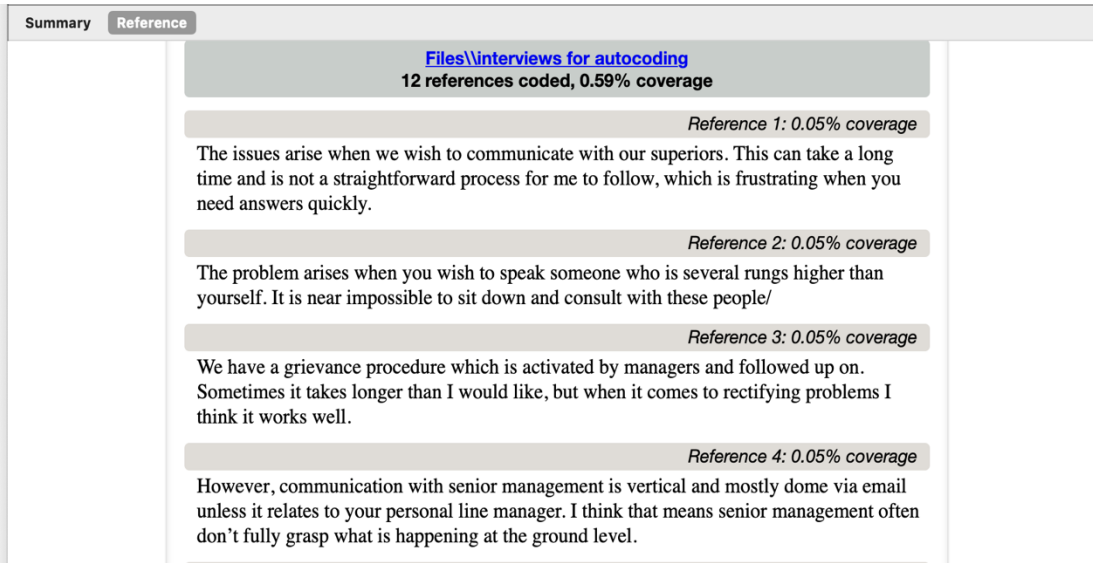 Summary Reference
Files\\interviews for autocoding
12 references coded, 0.59% coverage
Reference 1: 0.05% coverage
The issues arise when we wish to communicate with our superiors. This can take a long
time and is not a straightforward process for me to follow, which is frustrating when you
need answers quickly.
Reference 2: 0.05% coverage
The problem arises when you wish to speak someone who is several rungs higher than
yourself. It is near impossible to sit down and consult with these people/
Reference 3: 0.05% coverage
We have a grievance procedure which is activated by managers and followed up on.
Sometimes it takes longer than I would like, but when it comes to rectifying problems I
think it works well.
Reference 4: 0.05% coverage
However, communication with senior management is vertical and mostly dome via email
unless it relates to your personal line manager. I think that means senior management often
don’t fully grasp what is happening at the ground level.